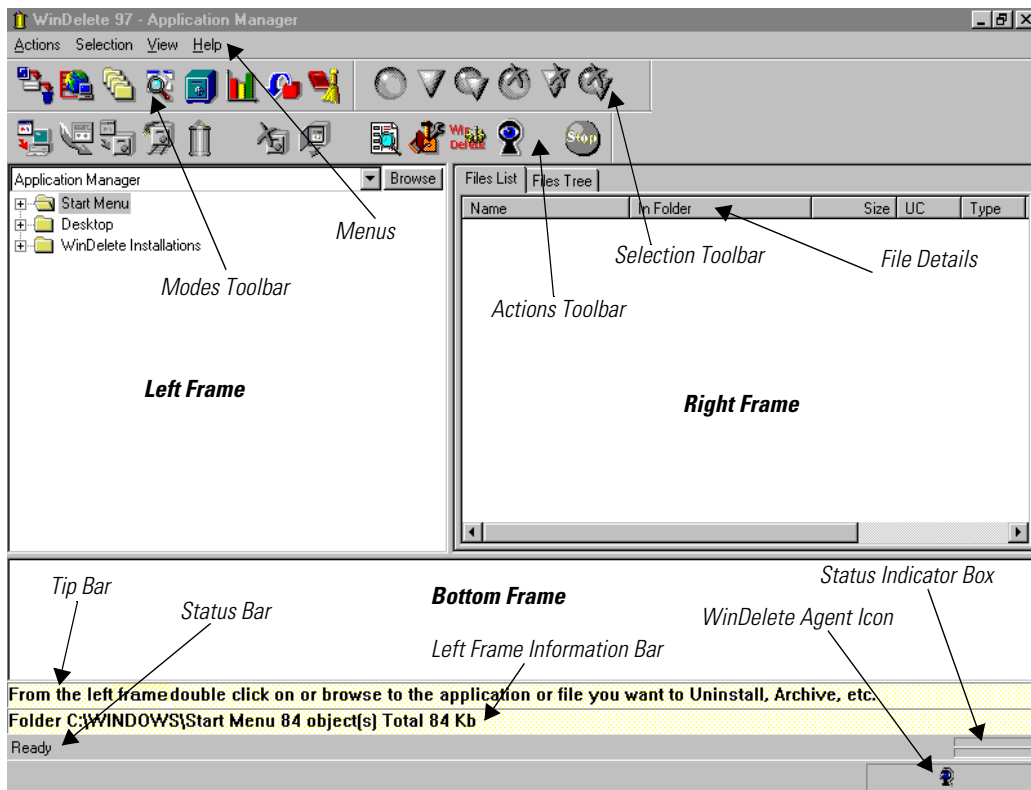 WinDelete 97 - Application Manager
Actions Selection View Help
Win Delete
Stop
Application Manager
Browse
Files List Files Tree
Start Menu
Desktop
WinDelete Installations
Name In Folder Size UC Type
Menus
Modes Toolbar
Selection Toolbar
File Details
Actions Toolbar
Left Frame
Right Frame
Tip Bar
Status Bar
Bottom Frame
Status Indicator Box
WinDelete Agent Icon
Left Frame Information Bar
From the left frame double click on or browse to the application or file you want to Uninstall, Archive, etc.
Folder C:\WINDOWS\Start Menu 84 object(s) Total 84 Kb
Ready